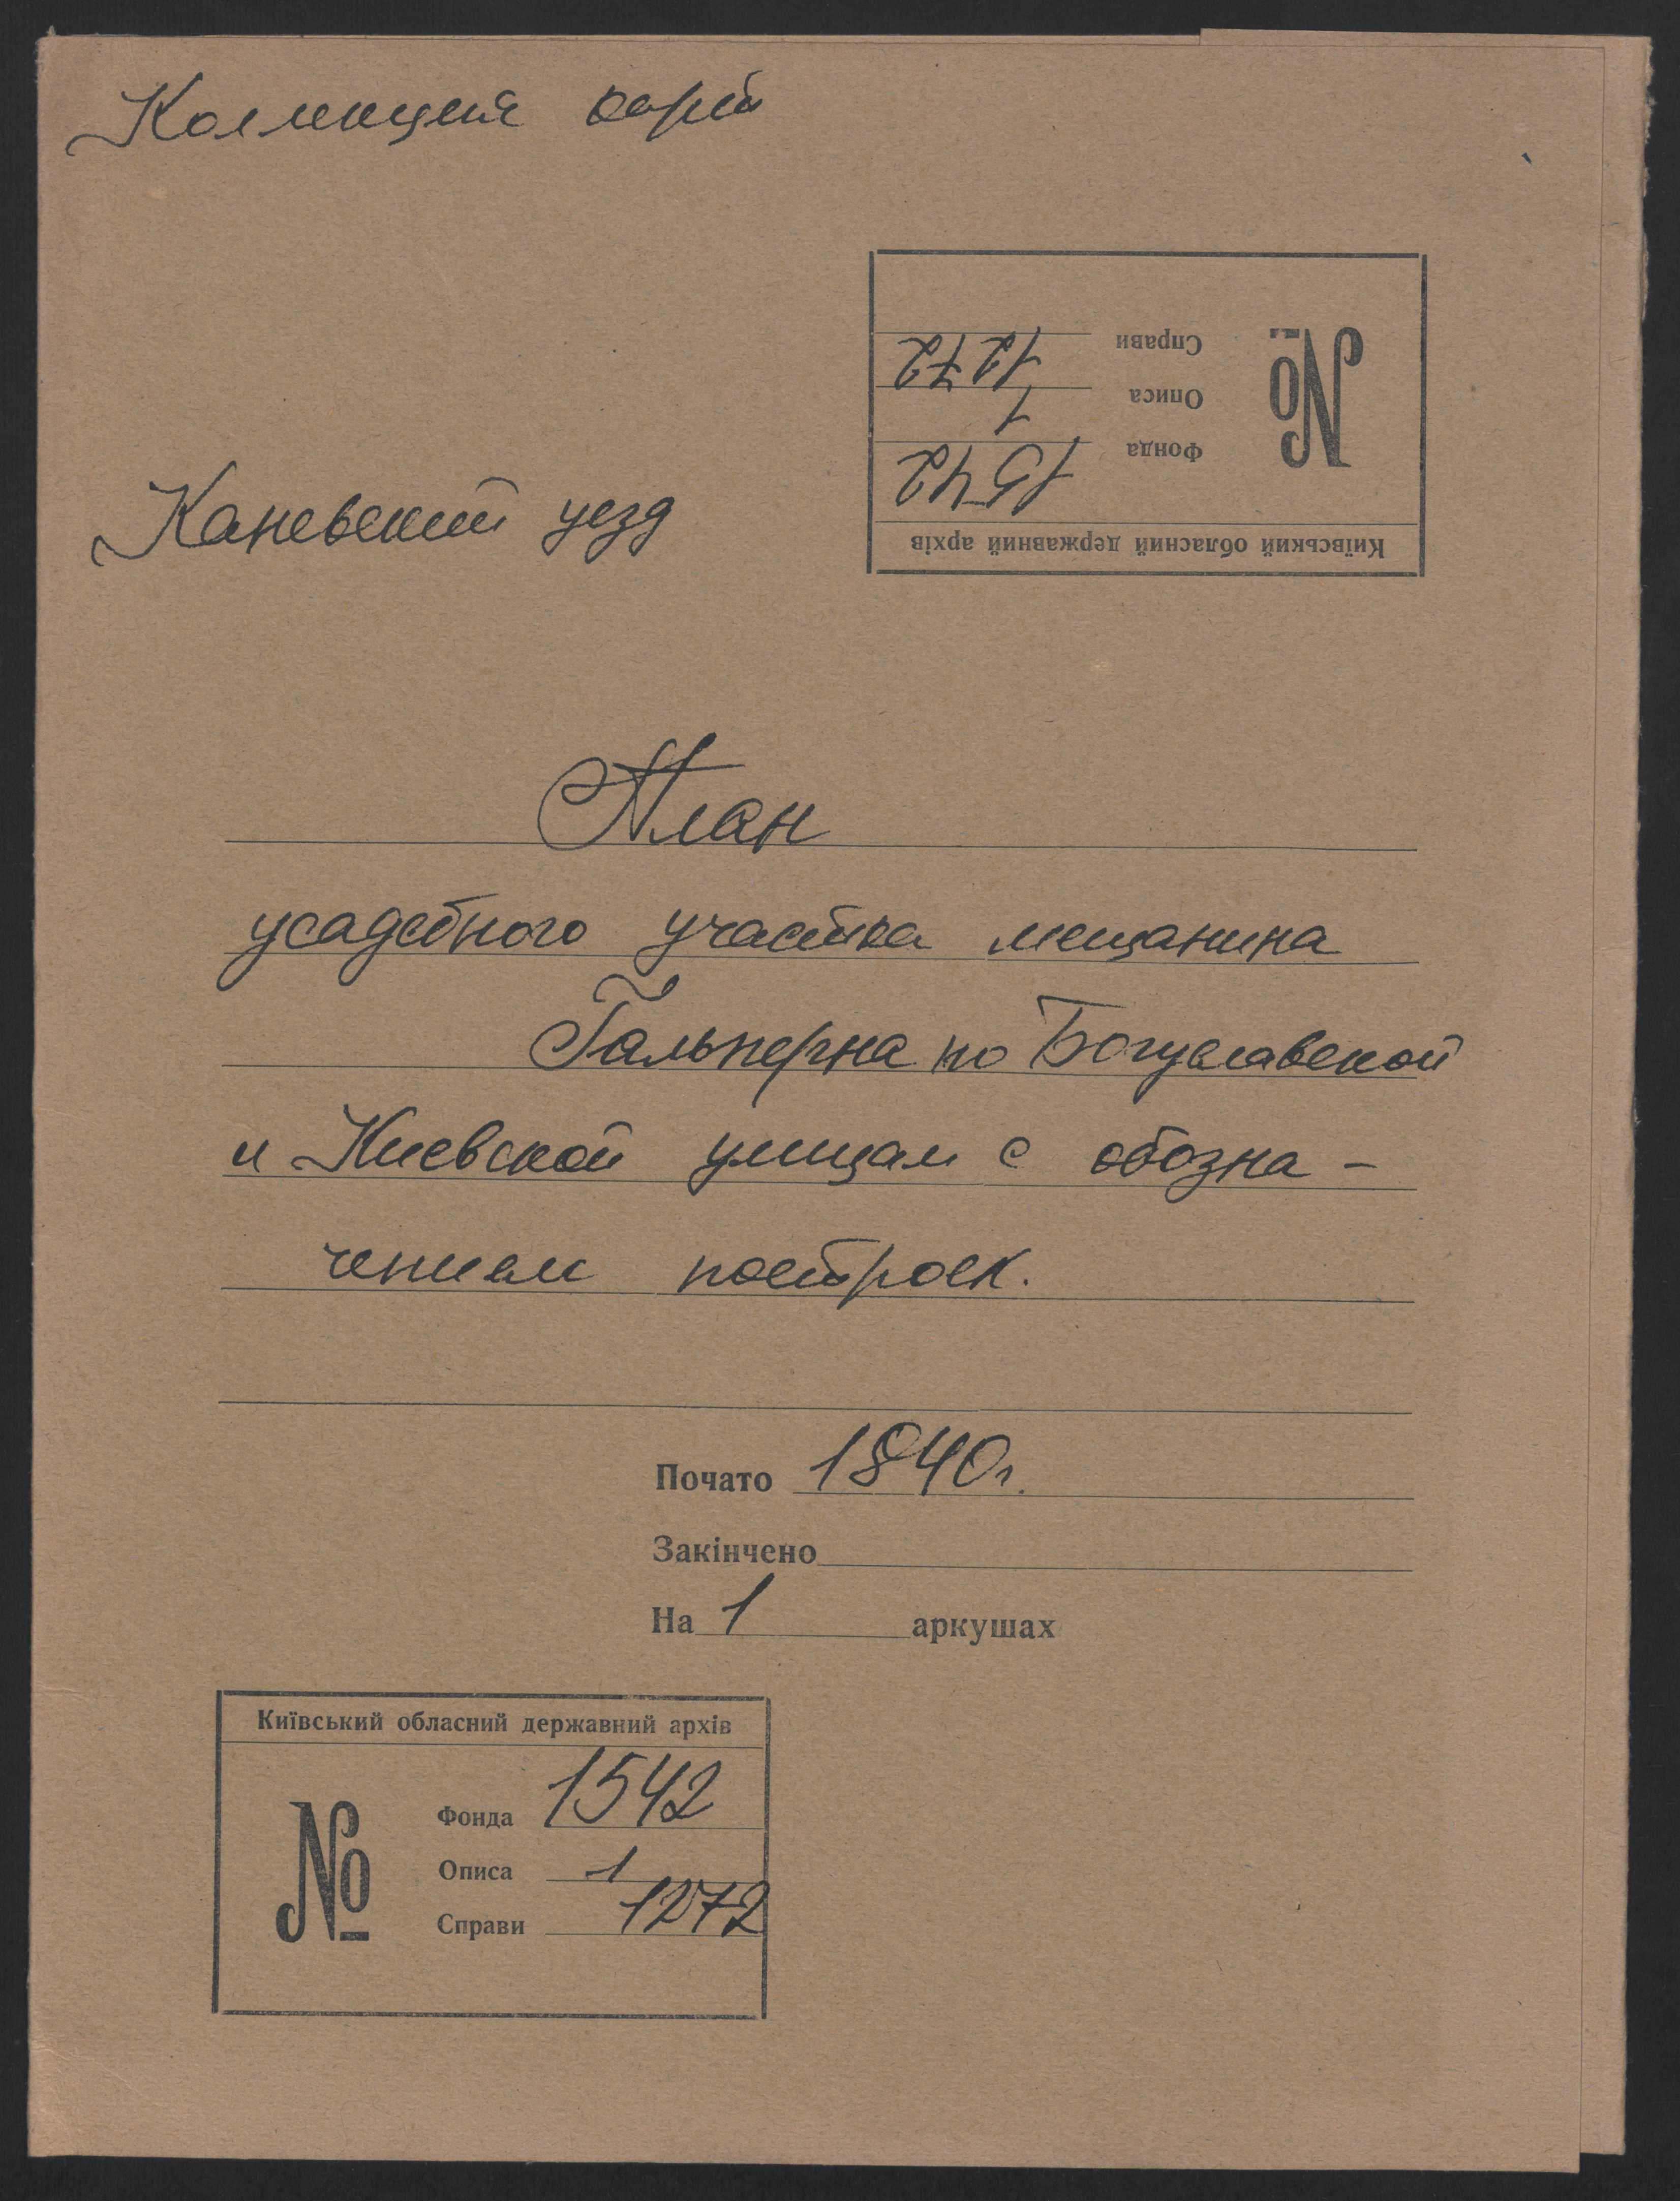 Коллекция карт
Справи 1272
Описа 1
Фонда 1542
№
Київський обласний державний архів
Каневский уезд
План
усадебного участка мещанина
Гальперна по Богуславской
и Киевской улицам с обозна-
чением построек.
Почато 1840г.
Закінчено
На 1 аркушах
Київський обласний державний архів
№
Фонда 1542
Описа 1
Справи 1272